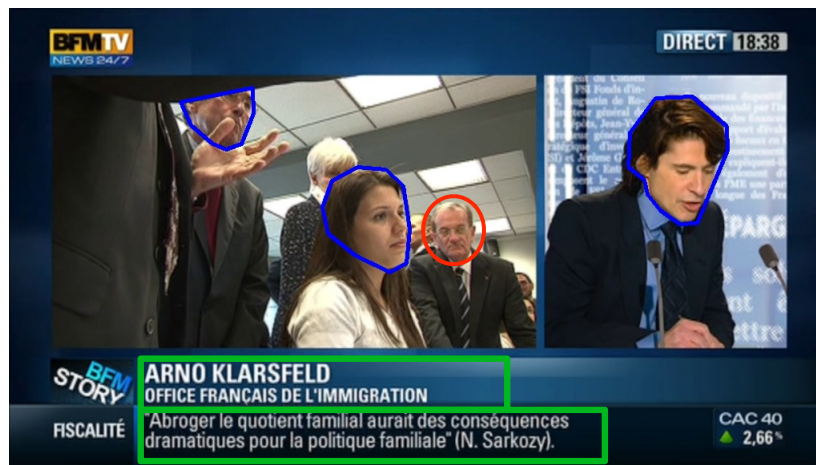 BFMTV
NEWS 24/7
DIRECT 18:38
ÉPARG
BFM
STORY
ARNO KLARSFELD
OFFICE FRANÇAIS DE L'IMMIGRATION
FISCALITÉ
"Abroger le quotient familial aurait des conséquences
dramatiques pour la politique familiale" (N. Sarkozy).
CAC 40
2,66%